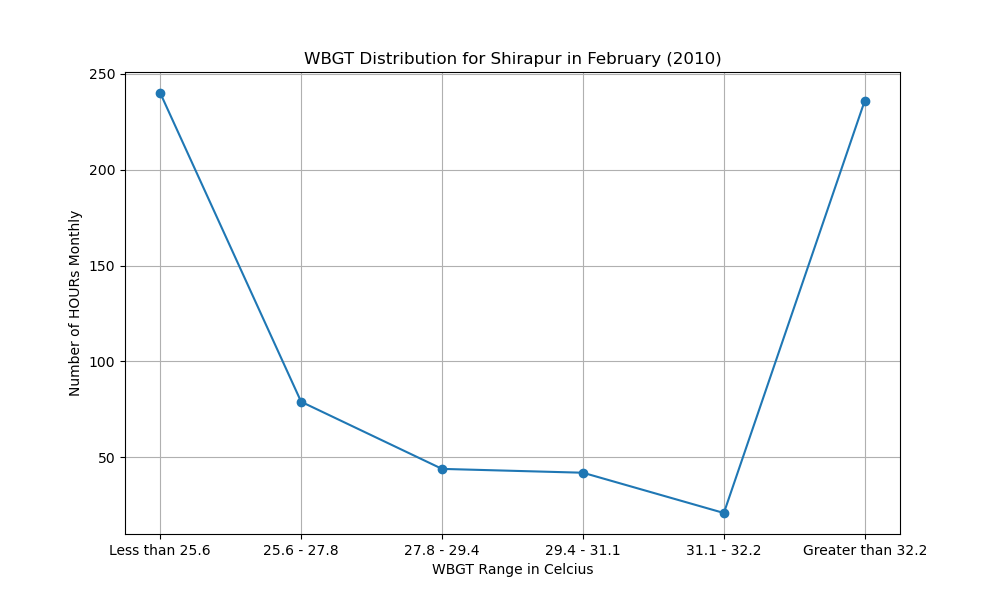 WBGT Distribution for Shirapur in February (2010)
Number of HOURs Monthly
250
200
150
100
50
Less than 25.6
25.6 - 27.8
27.8 - 29.4
29.4 - 31.1
31.1 - 32.2
Greater than 32.2
WBGT Range in Celcius